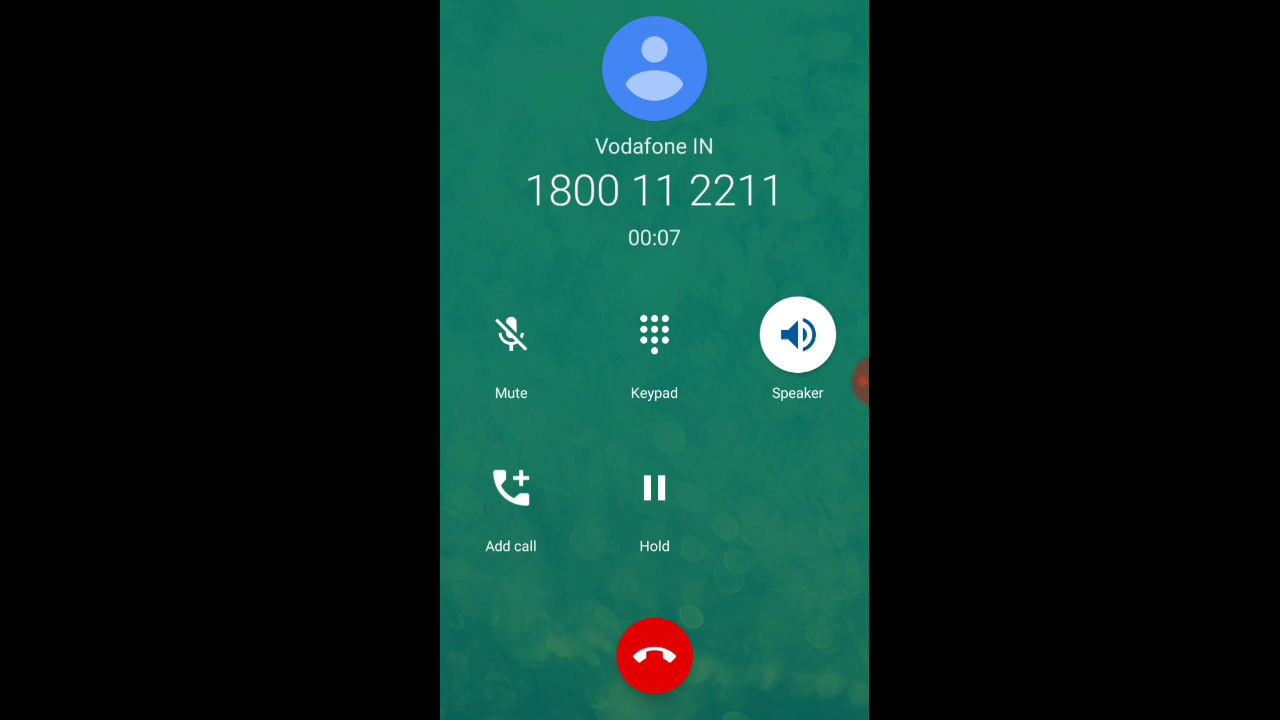 Vodafone IN
1800 11 2211
00:07
Mute
Keypad
Speaker
Add call
Hold